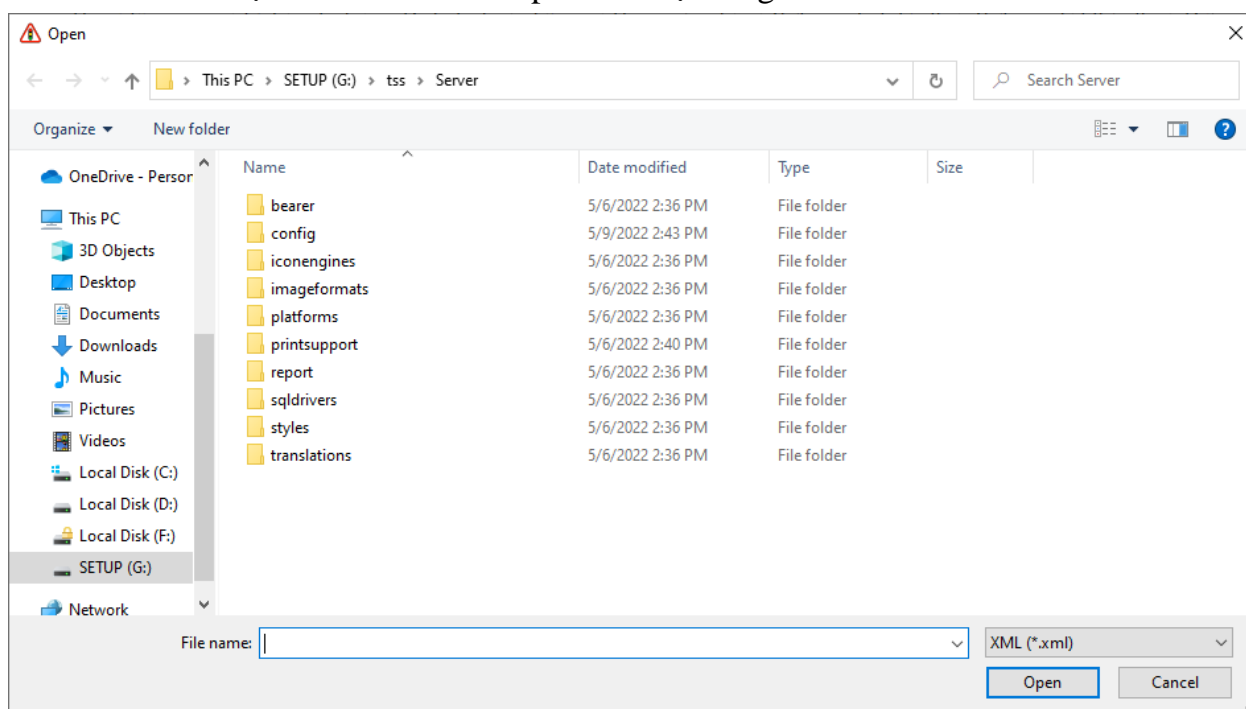 Open
This PC > SETUP (G:) > tss > Server
Search Server
Organize
New folder
OneDrive - Person
This PC
3D Objects
Desktop
Documents
Downloads
Music
Pictures
Videos
Local Disk (C:)
Local Disk (D:)
Local Disk (F:)
SETUP (G:)
Network
Name Date modified Type Size
bearer 5/6/2022 2:36 PM File folder
config 5/9/2022 2:43 PM File folder
iconengines 5/6/2022 2:36 PM File folder
imageformats 5/6/2022 2:36 PM File folder
platforms 5/6/2022 2:36 PM File folder
printsupport 5/6/2022 2:40 PM File folder
report 5/6/2022 2:36 PM File folder
sqldrivers 5/6/2022 2:36 PM File folder
styles 5/6/2022 2:36 PM File folder
translations 5/6/2022 2:36 PM File folder
File name:
XML (*.xml)
Open
Cancel